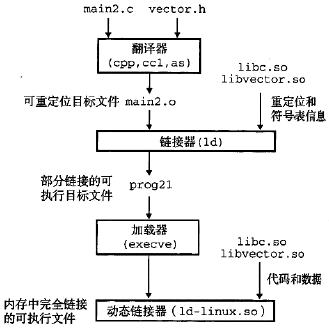 main2.c vector.h
翻译器
(cpp,ccl,as)
libc.so
libvector.so
可重定位目标文件 main2.o
重定位和
符号表信息
链接器(ld)
部分链接的可
执行目标文件
prog21
加载器
(execve)
libc.so
libvector.so
代码和数据
内存中完全链接
的可执行文件
动态链接器(ld-linux.so)